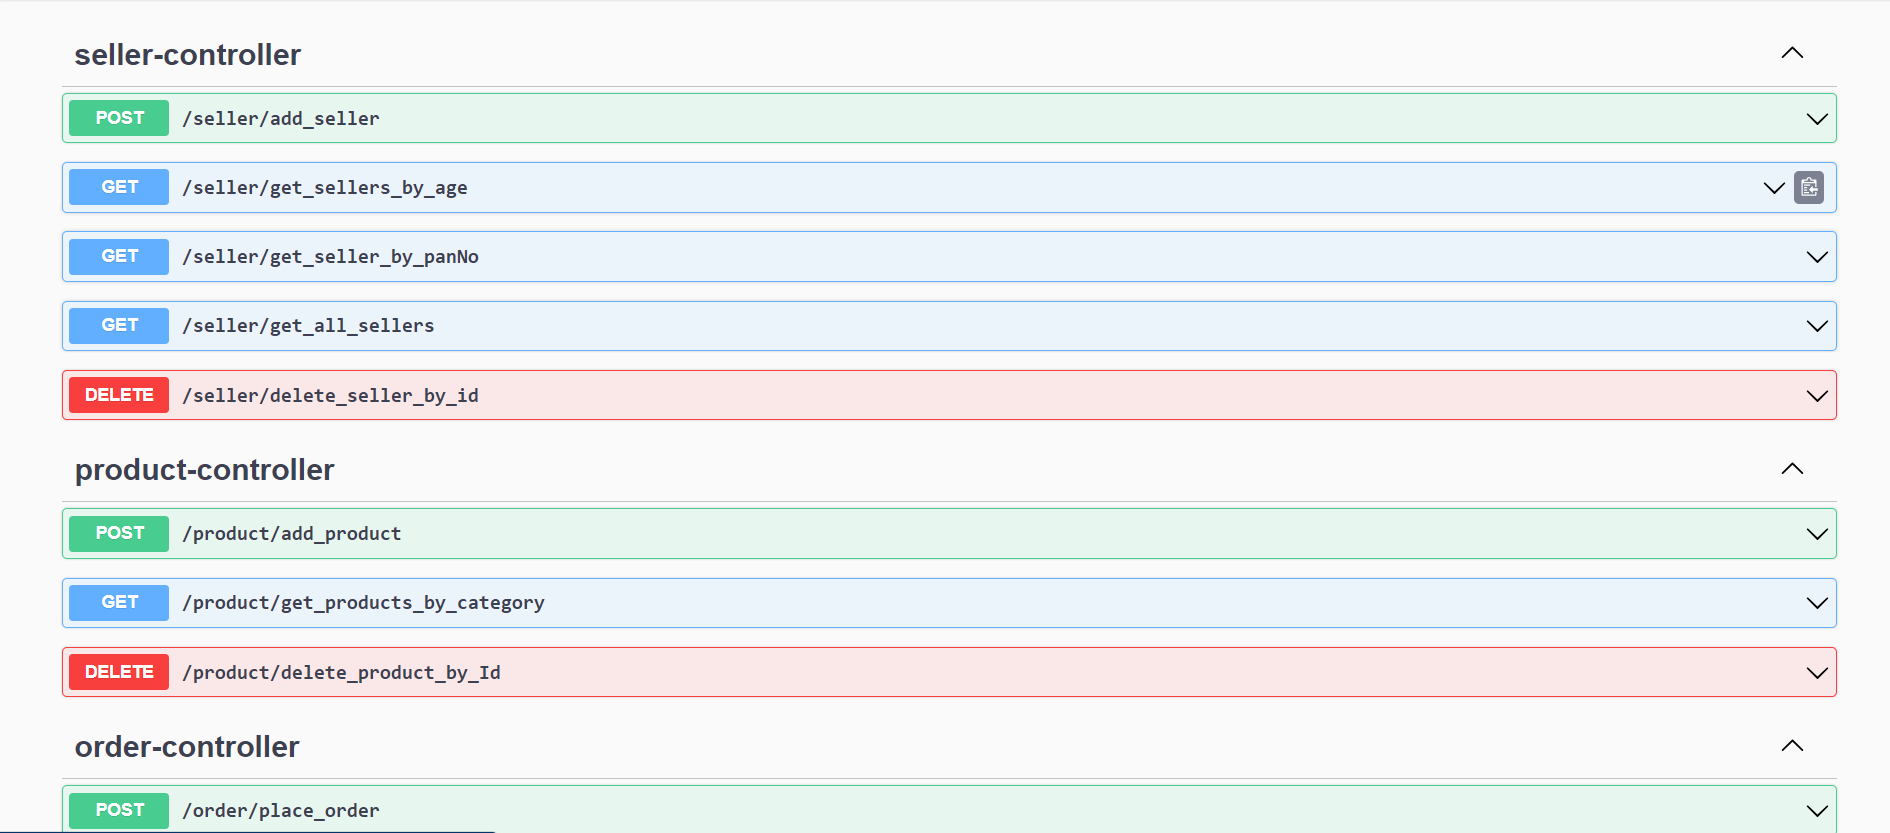 seller-controller
POST /seller/add_seller
GET /seller/get_sellers_by_age
GET /seller/get_seller_by_panNo
GET /seller/get_all_sellers
DELETE /seller/delete_seller_by_id
product-controller
POST /product/add_product
GET /product/get_products_by_category
DELETE /product/delete_product_by_Id
order-controller
POST /order/place_order